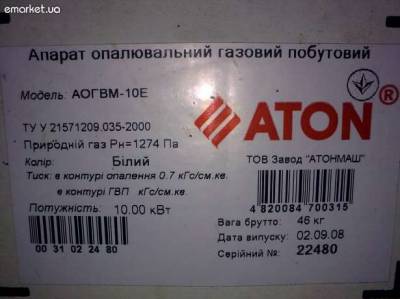 emarket.ua
Апарат опалювальний газовий побутовий
Модель: АОГВМ-10Е
ATON®
ТУ У 21571209.035-2000
Природній газ Рн=1274 Па
Колір: Білий
ТОВ Завод "АТОНМАШ"
Тиск: в контурі опалення 0.7 кГс/см.кв.
в контурі ГВП кГс/см.кв.
4 820084 700315
Потужність: 10.00 кВт
Вага брутто: 46 кг
Дата випуску: 02.09.08
Серійний №: 22480
00 31 02 24 80